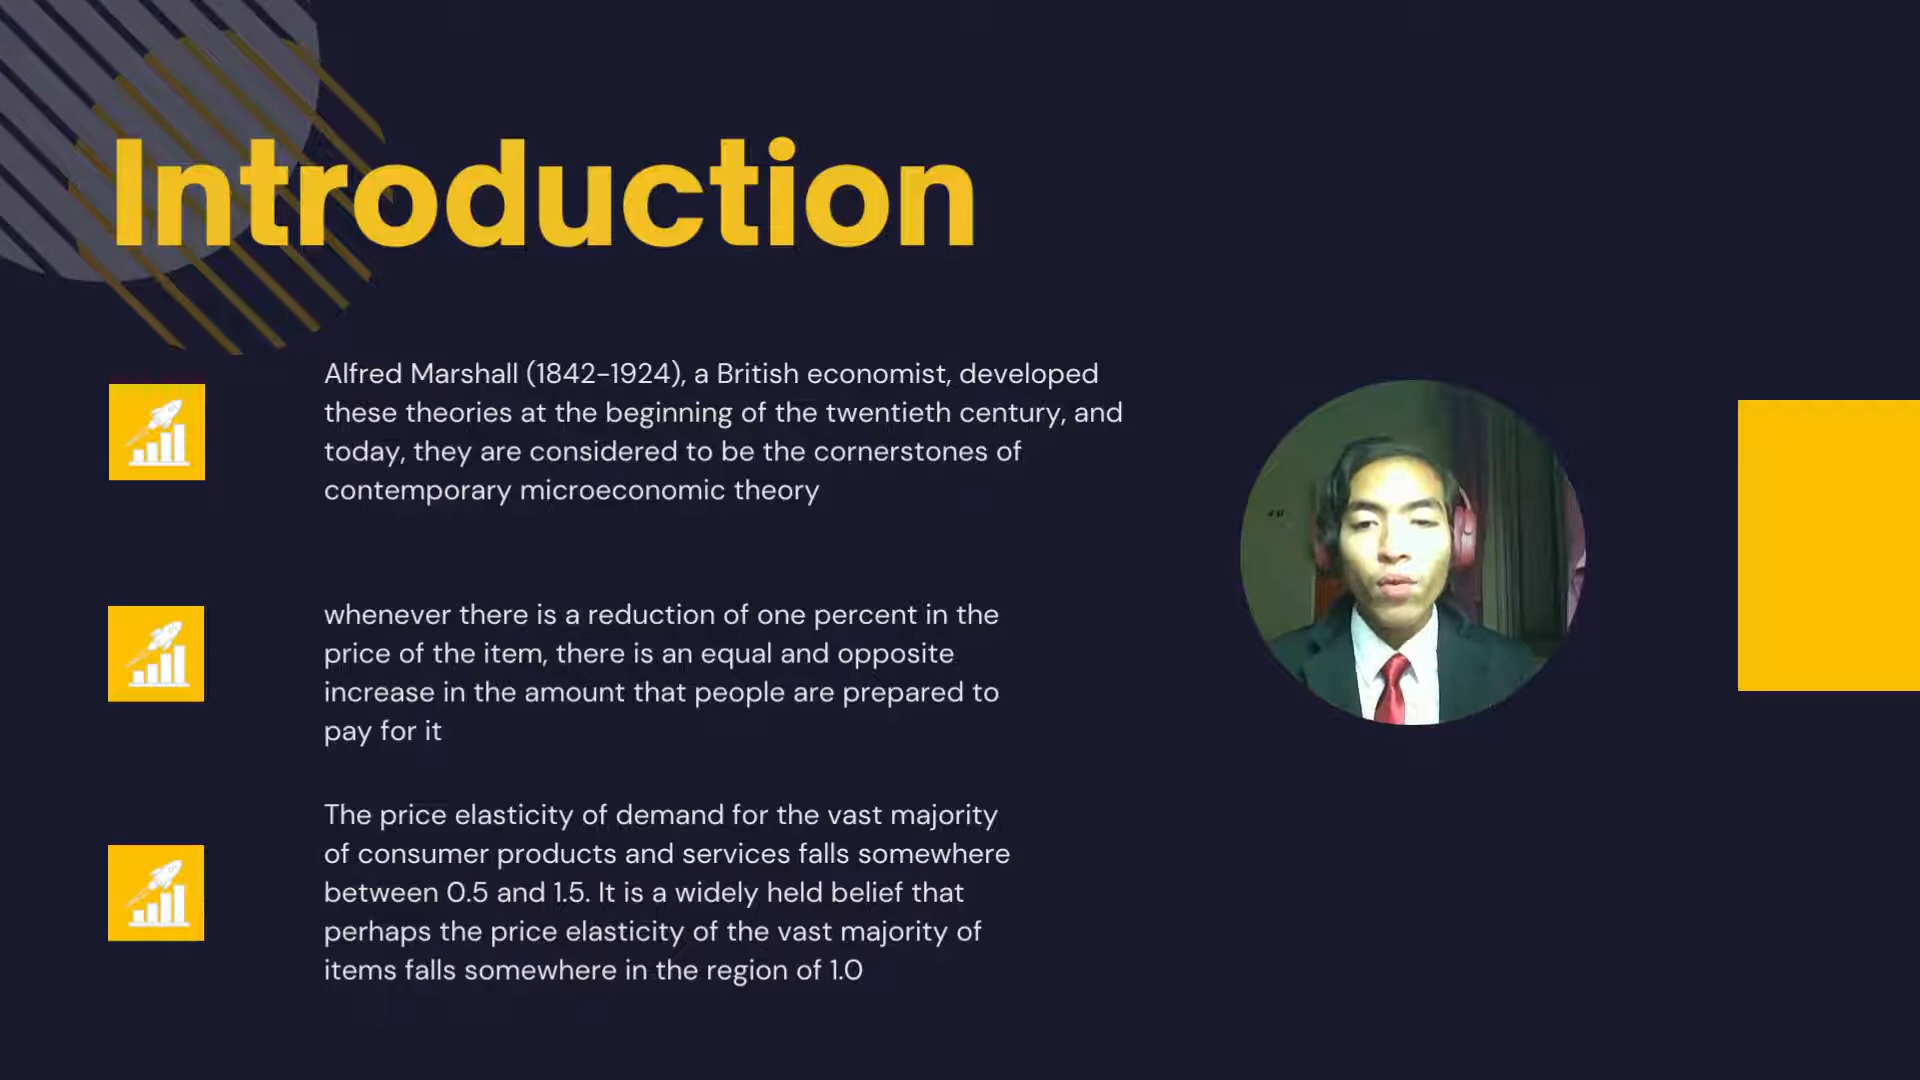 Introduction
Alfred Marshall (1842-1924), a British economist, developed
these theories at the beginning of the twentieth century, and
today, they are considered to be the cornerstones of
contemporary microeconomic theory
whenever there is a reduction of one percent in the
price of the item, there is an equal and opposite
increase in the amount that people are prepared to
pay for it
The price elasticity of demand for the vast majority
of consumer products and services falls somewhere
between 0.5 and 1.5. It is a widely held belief that
perhaps the price elasticity of the vast majority of
items falls somewhere in the region of 1.0